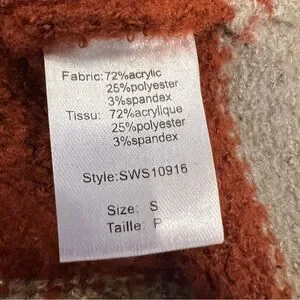 Fabric:72%acrylic
25%polyester
3%spandex
Tissu: 72%acrylique
25%polyester
3%spandex
Style:SWS10916
Size: S
Taille: P